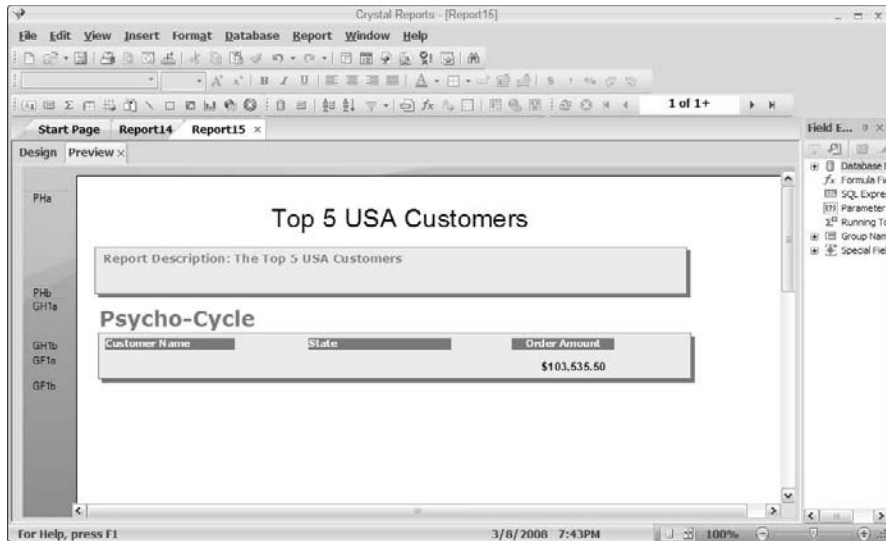 Crystal Reports - [Report15]
File Edit View Insert Format Database Report Window Help
1 of 1+
Start Page Report14 Report15 ×
Field E...
Design Preview ×
Database
Formula Fi
SQL Expre
Parameter
Running To
Group Nam
Special Fiel
PHa
Top 5 USA Customers
Report Description: The Top 5 USA Customers
PHb
GH1a
Psycho-Cycle
GH1b
Customer Name State Order Amount
GF1a
$103,535.50
GF1b
For Help, press F1 3/8/2008 7:43PM 100%